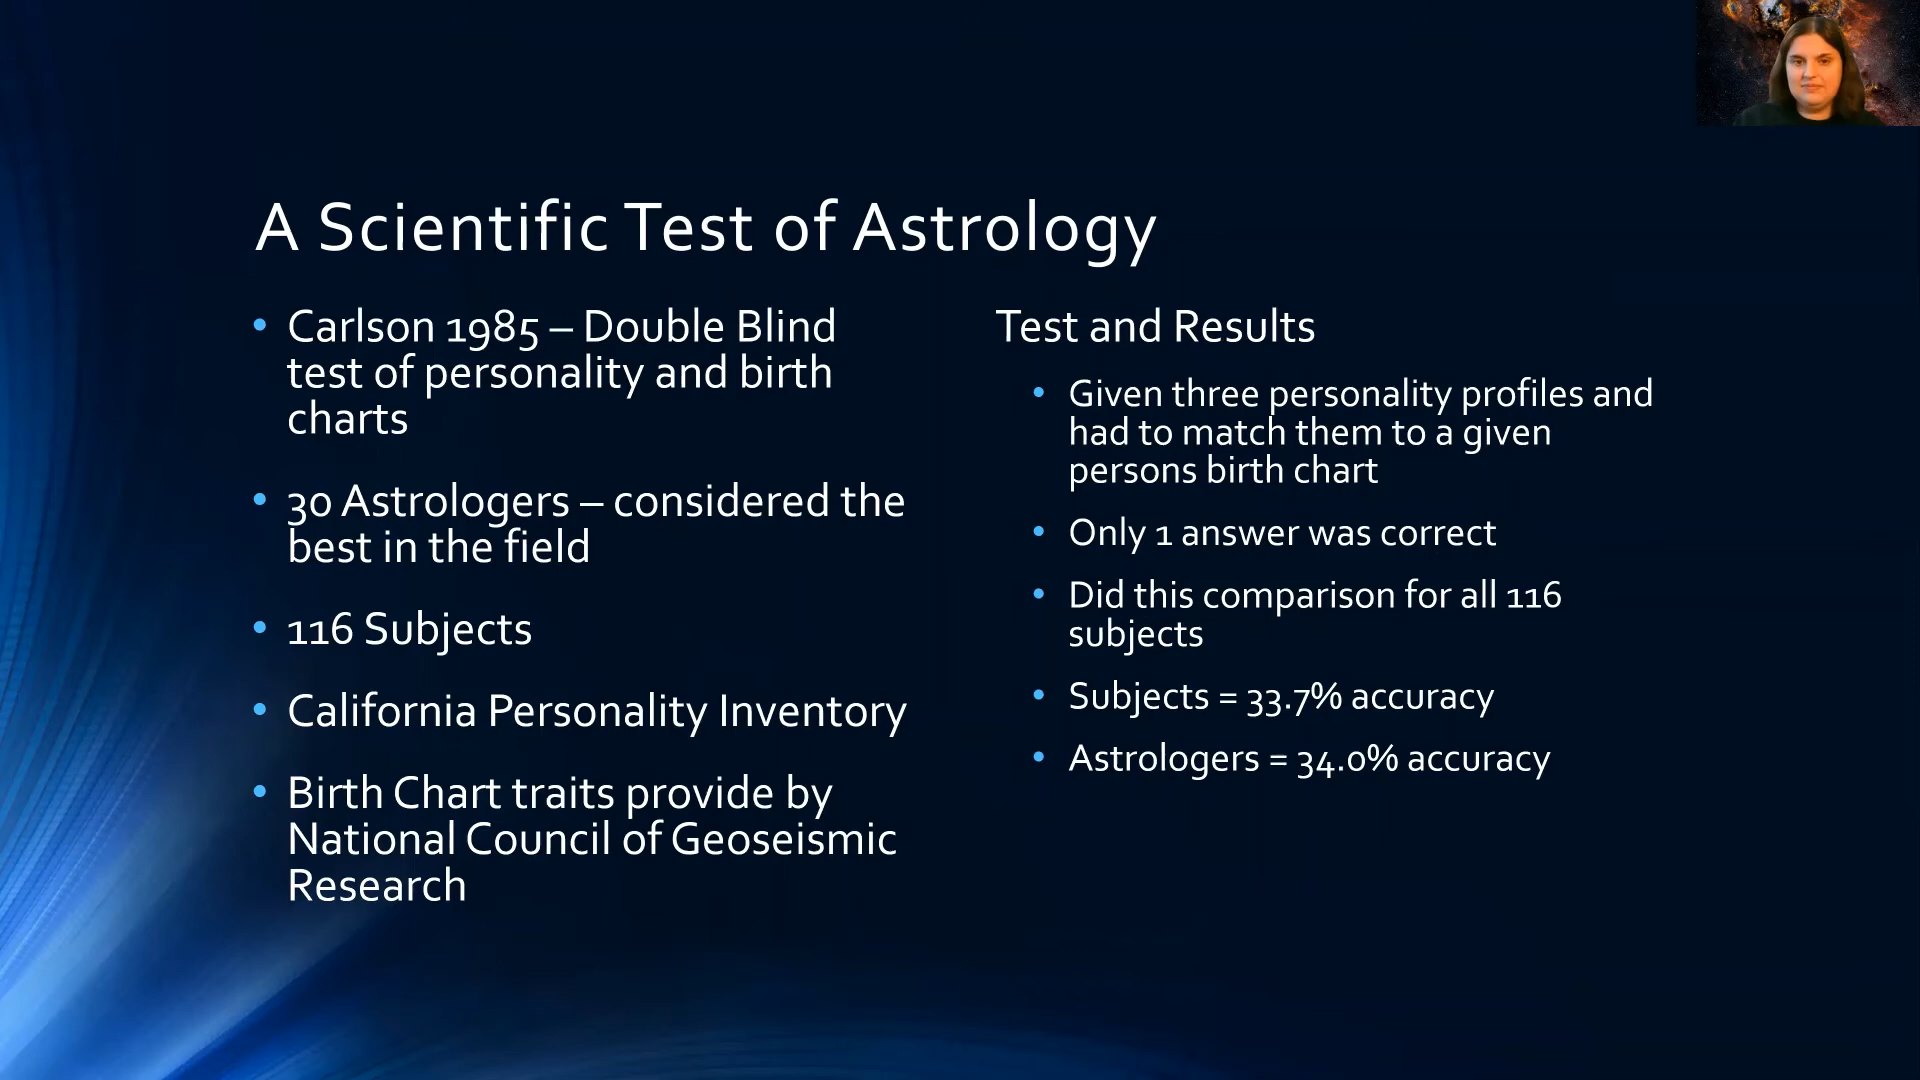 A Scientific Test of Astrology
• Carlson 1985 – Double Blind
test of personality and birth
charts
• 30 Astrologers – considered the
best in the field
• 116 Subjects
• California Personality Inventory
• Birth Chart traits provide by
National Council of Geoseismic
Research
Test and Results
• Given three personality profiles and
had to match them to a given
persons birth chart
• Only 1 answer was correct
• Did this comparison for all 116
subjects
• Subjects = 33.7% accuracy
• Astrologers = 34.0% accuracy